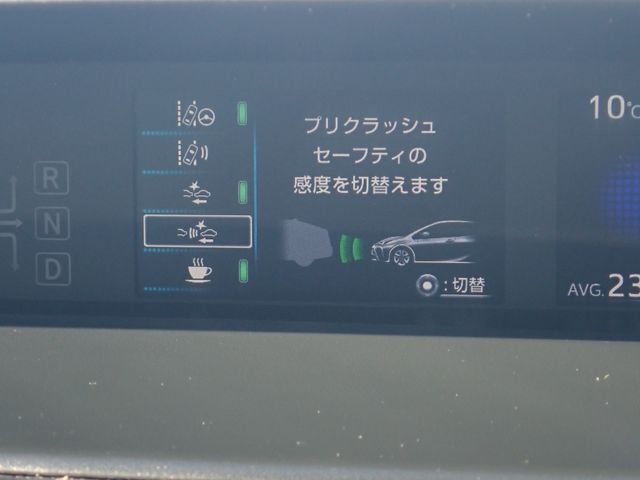 R
N
D
プリクラッシュ
セーフティの
感度を切替えます
:切替
10℃
AVG. 23